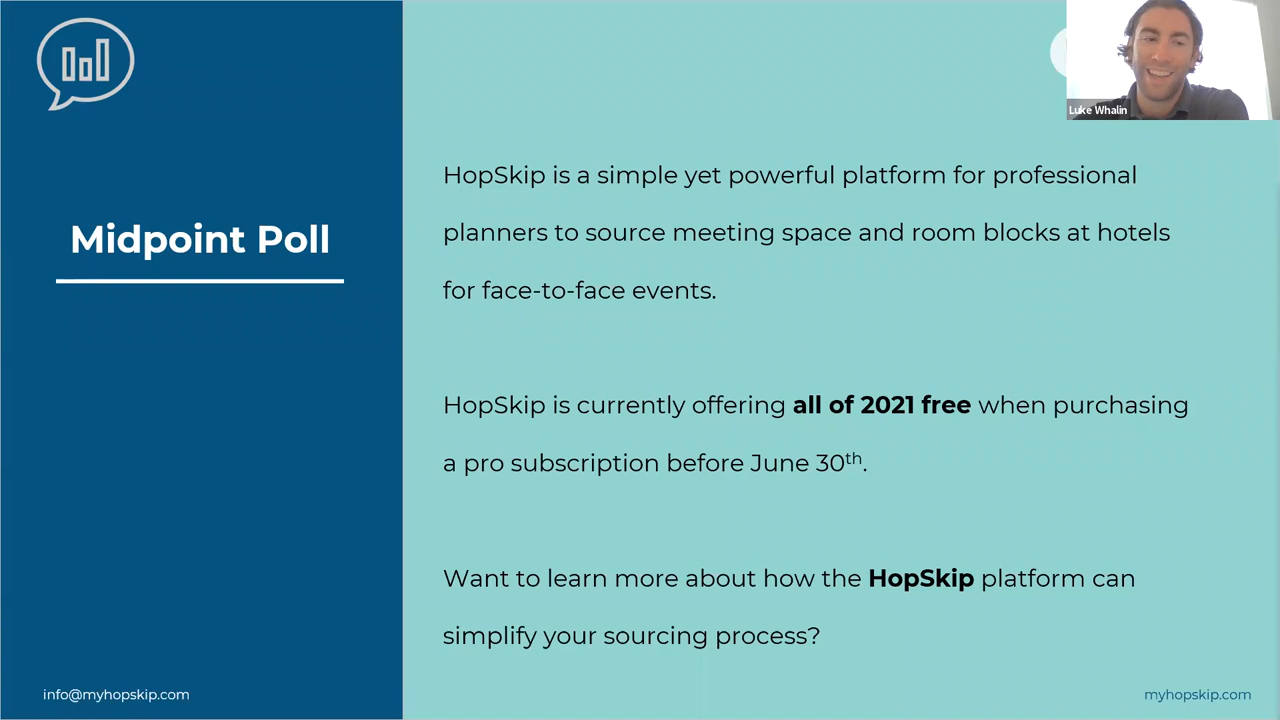 Luke Whalin
Midpoint Poll
HopSkip is a simple yet powerful platform for professional
planners to source meeting space and room blocks at hotels
for face-to-face events.
HopSkip is currently offering all of 2021 free when purchasing
a pro subscription before June 30th.
Want to learn more about how the HopSkip platform can
simplify your sourcing process?
info@myhopskip.com
myhopskip.com